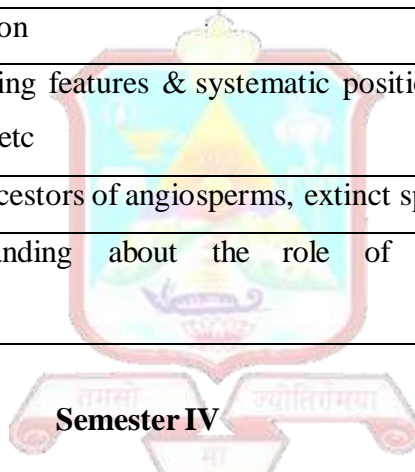 on
ing features & systematic positi
etc
cestors of angiosperms, extinct sp
nding about the role of
Semester IV
तमसो
ज्योतिर्गमया
मा